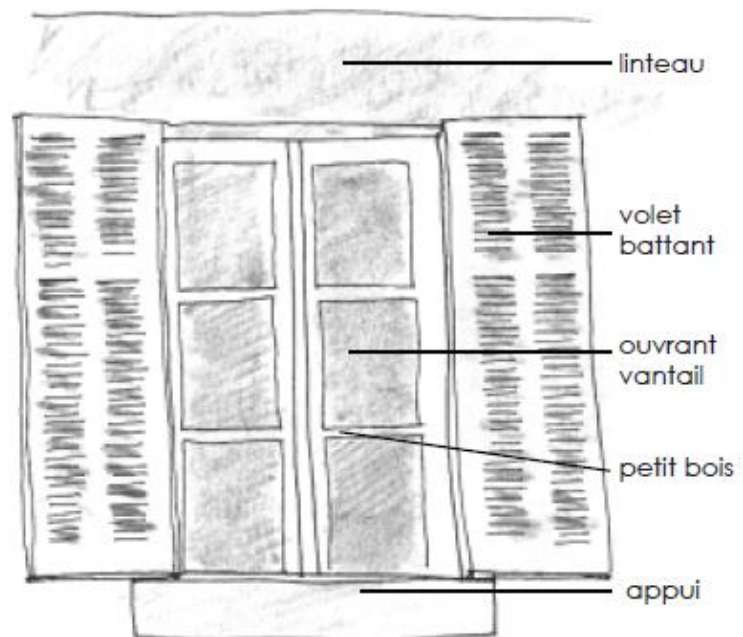 linteau
volet
battant
ouvrant
vantail
petit bois
appui